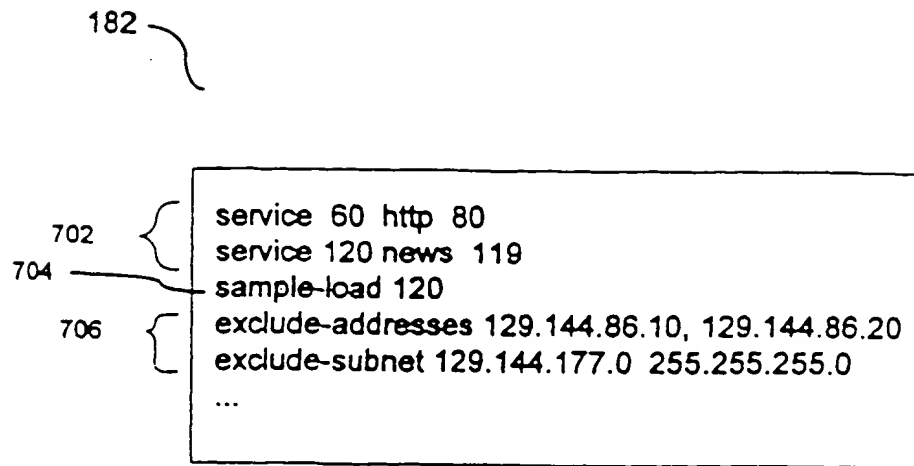 182
702
704
706
service 60 http 80
service 120 news 119
sample-load 120
exclude-addresses 129.144.86.10, 129.144.86.20
exclude-subnet 129.144.177.0 255.255.255.0
...